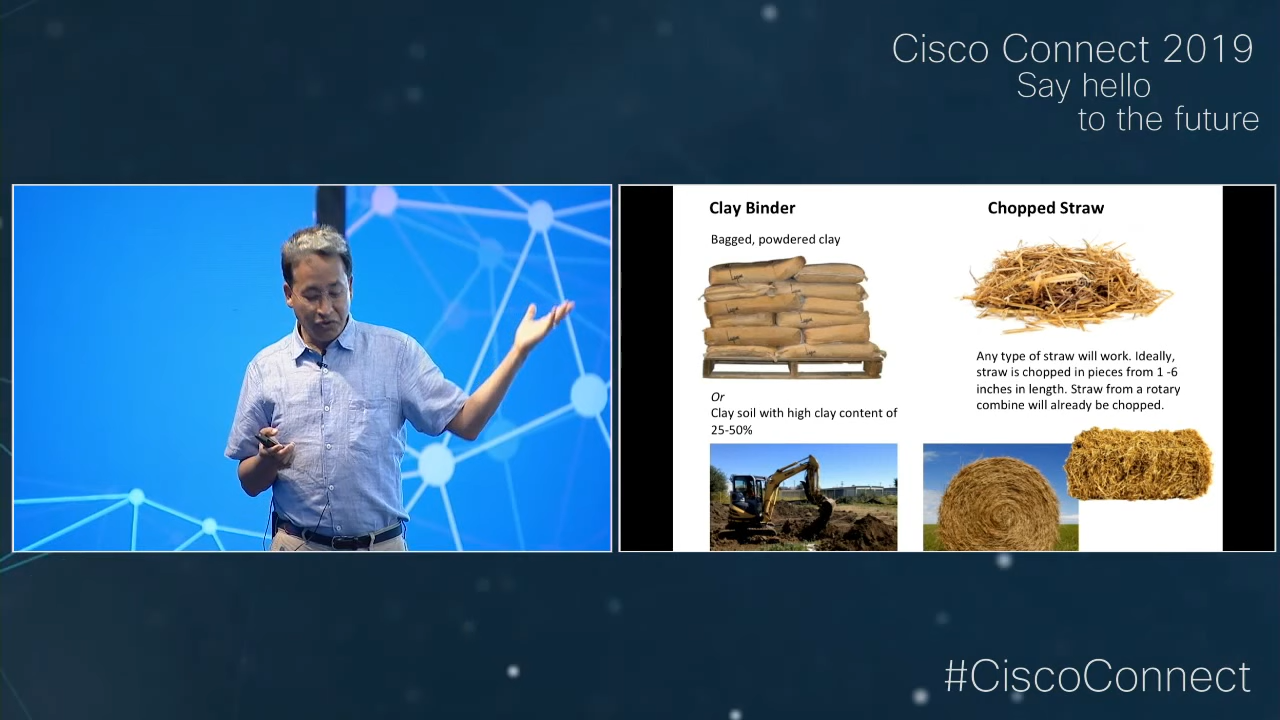 Cisco Connect 2019
Say hello
to the future
Clay Binder
Bagged, powdered clay
Or
Clay soil with high clay content of
25-50%
Chopped Straw
Any type of straw will work. Ideally,
straw is chopped in pieces from 1 -6
inches in length. Straw from a rotary
combine will already be chopped.
#CiscoConnect